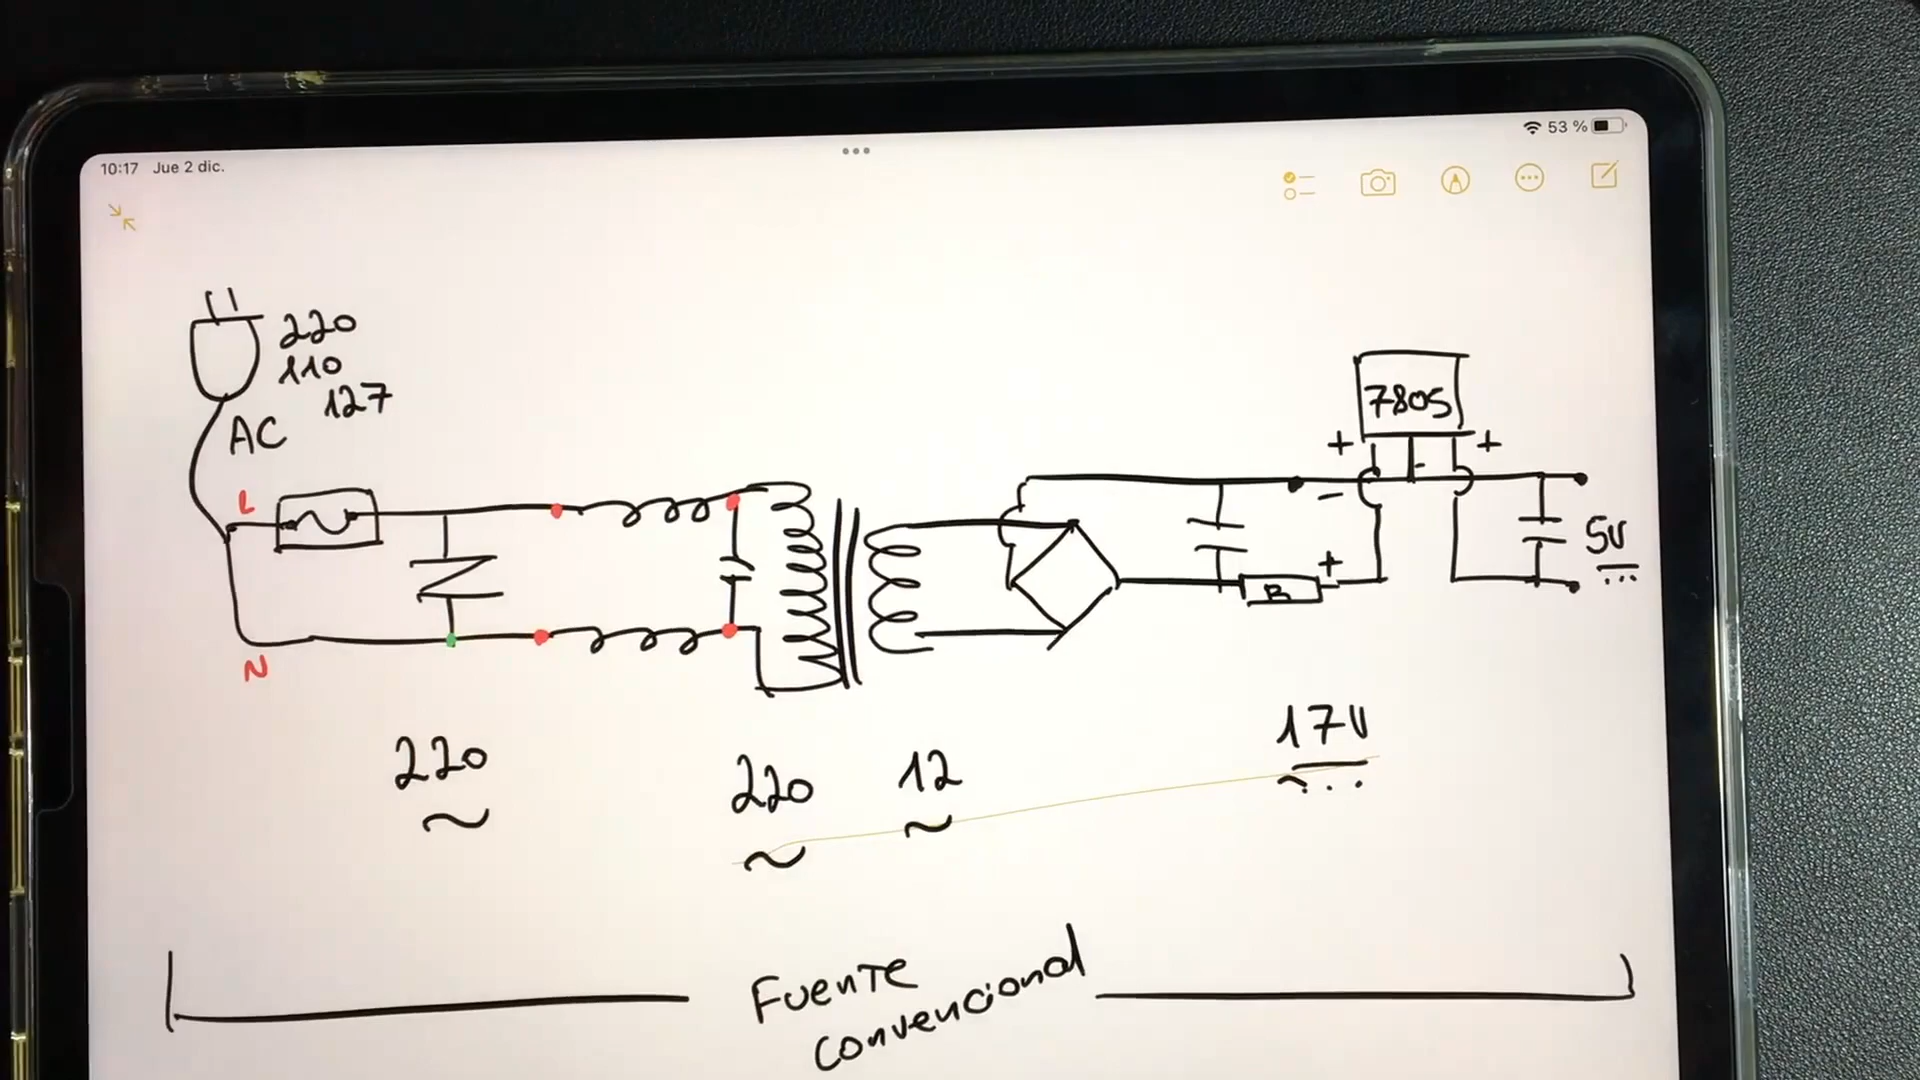 10:17 Jue 2 dic.
53 %
220
110
127
AC
L
N
7805
+
+
-
-
+
R
5V
220
220
12
17V
Fuente
convencional